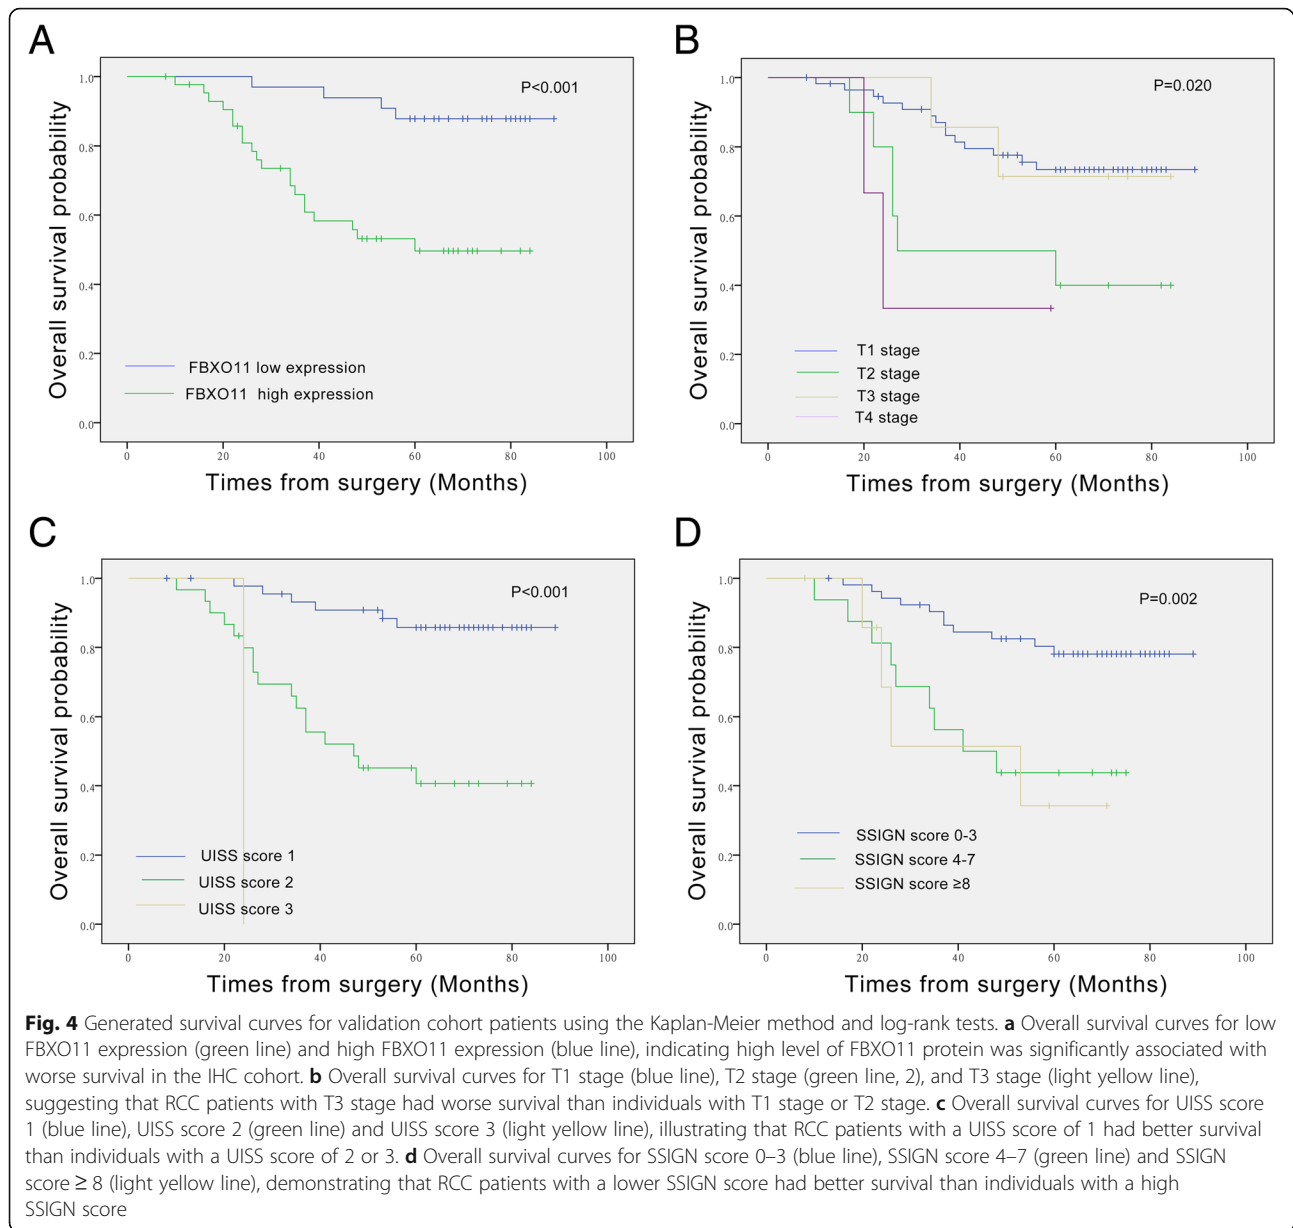 A
Overall survival probability
1.0
0.8
0.6
0.4
0.2
0.0
P<0.001
FBXO11 low expression
FBXO11 high expression
0 20 40 60 80 100
Times from surgery (Months)
B
Overall survival probability
1.0
0.8
0.6
0.4
0.2
0.0
P=0.020
T1 stage
T2 stage
T3 stage
T4 stage
0 20 40 60 80 100
Times from surgery (Months)
C
Overall survival probability
1.0
0.8
0.6
0.4
0.2
0.0
P<0.001
UISS score 1
UISS score 2
UISS score 3
0 20 40 60 80 100
Times from surgery (Months)
D
Overall survival probability
1.0
0.8
0.6
0.4
0.2
0.0
P=0.002
SSIGN score 0-3
SSIGN score 4-7
SSIGN score ≥8
0 20 40 60 80 100
Times from surgery (Months)
Fig. 4 Generated survival curves for validation cohort patients using the Kaplan-Meier method and log-rank tests. a Overall survival curves for low
FBXO11 expression (green line) and high FBXO11 expression (blue line), indicating high level of FBXO11 protein was significantly associated with
worse survival in the IHC cohort. b Overall survival curves for T1 stage (blue line), T2 stage (green line, 2), and T3 stage (light yellow line),
suggesting that RCC patients with T3 stage had worse survival than individuals with T1 stage or T2 stage. c Overall survival curves for UISS score
1 (blue line), UISS score 2 (green line) and UISS score 3 (light yellow line), illustrating that RCC patients with a UISS score of 1 had better survival
than individuals with a UISS score of 2 or 3. d Overall survival curves for SSIGN score 0–3 (blue line), SSIGN score 4–7 (green line) and SSIGN
score ≥ 8 (light yellow line), demonstrating that RCC patients with a lower SSIGN score had better survival than individuals with a high
SSIGN score